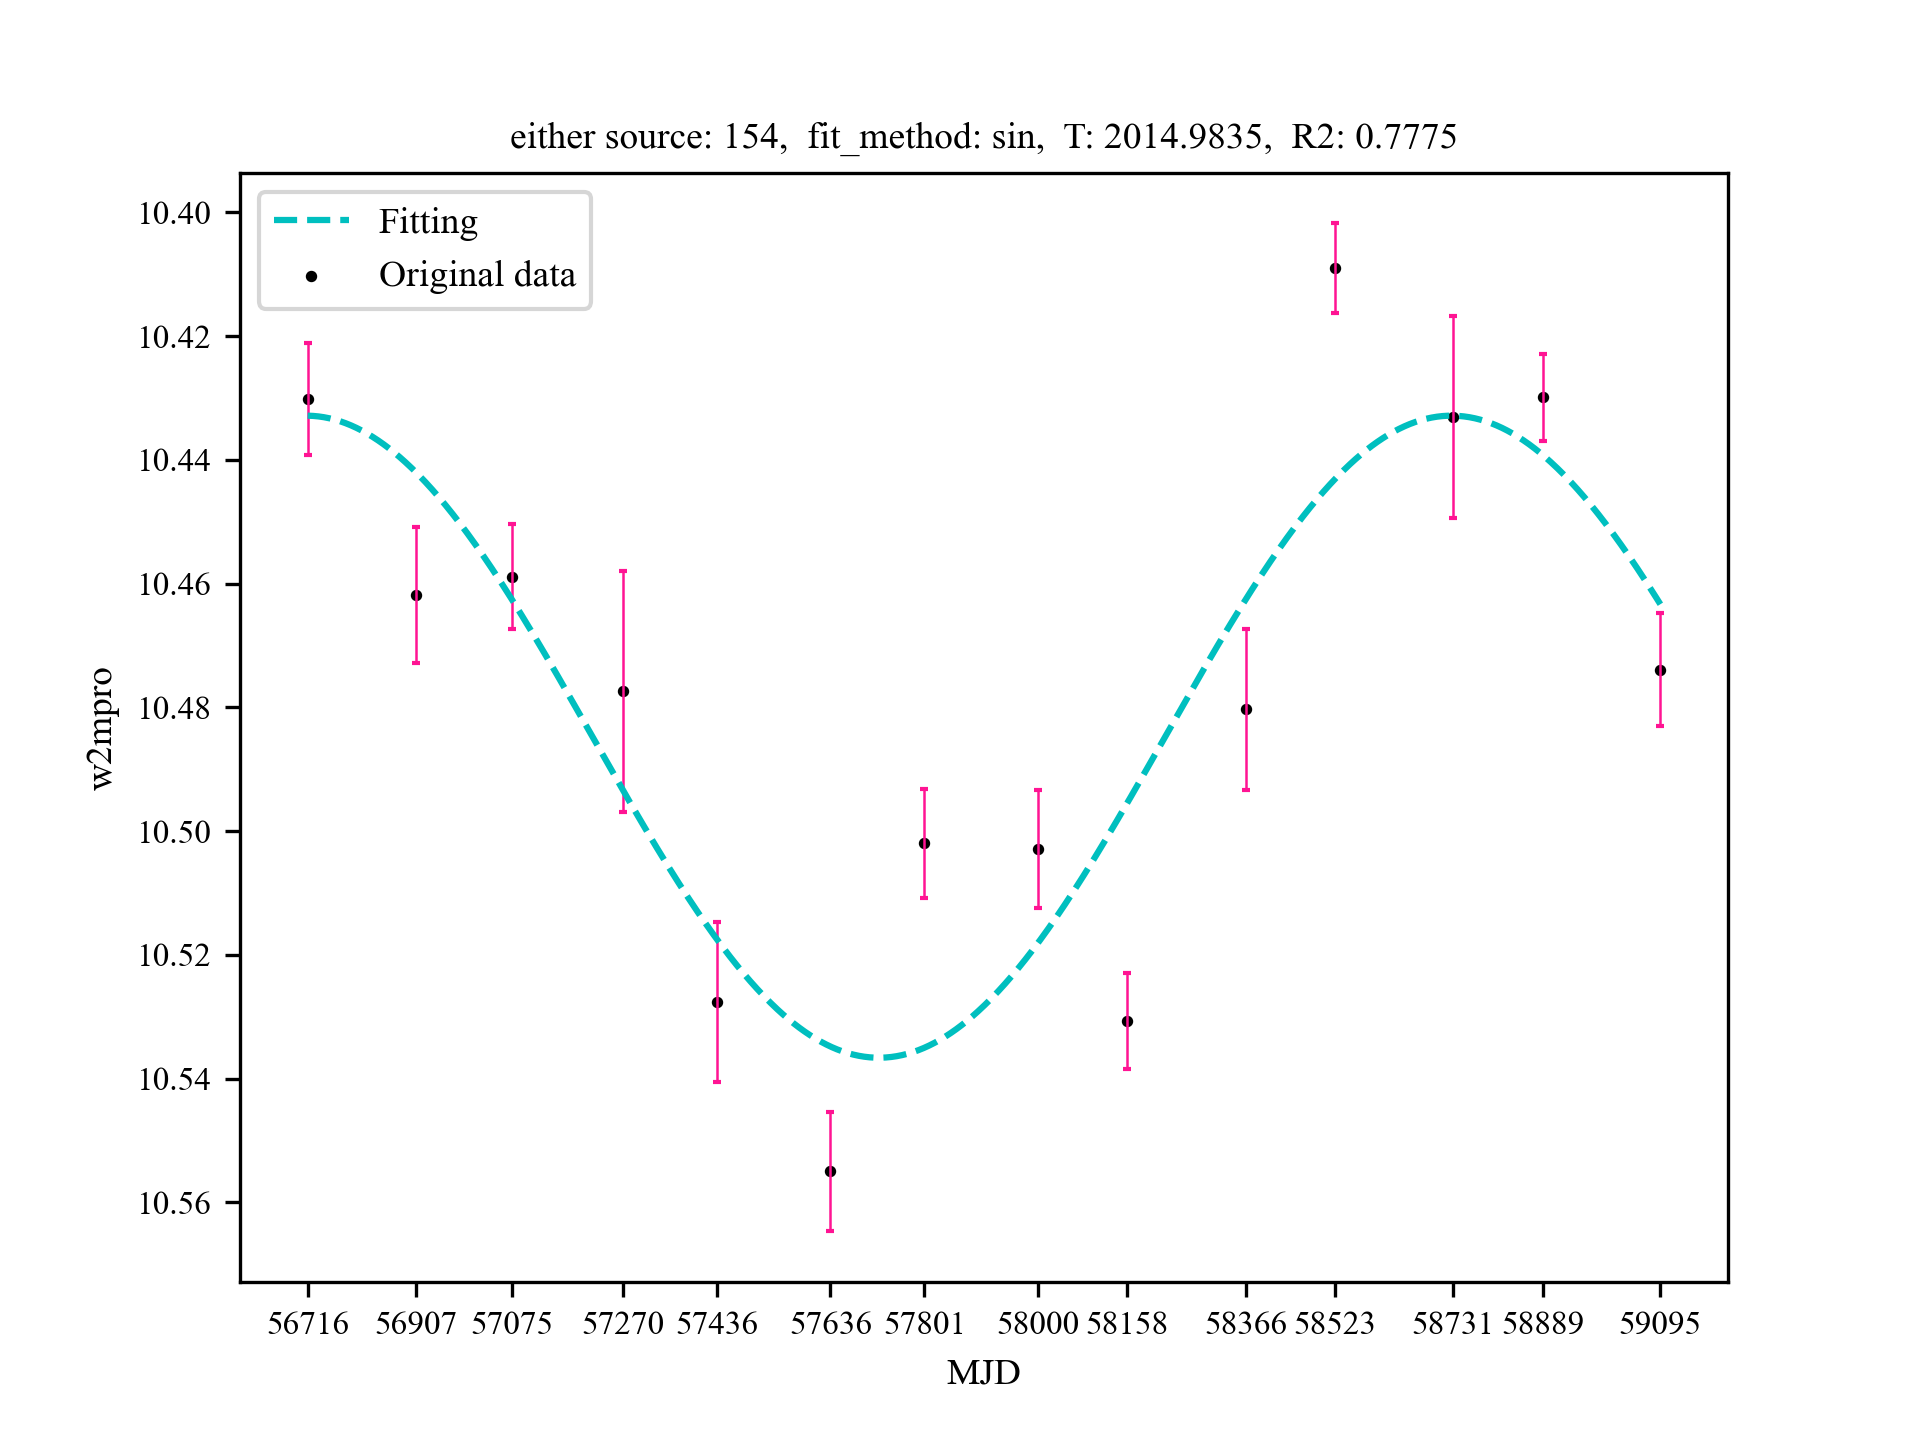 either source: 154,  fit_method: sin,  T: 2014.9835,  R2: 0.7775
Fitting
Original data
10.40
10.42
10.44
10.46
10.48
10.50
10.52
10.54
10.56
w2mpro
56716 56907 57075 57270 57436 57636 57801 58000 58158 58366 58523 58731 58889 59095
MJD